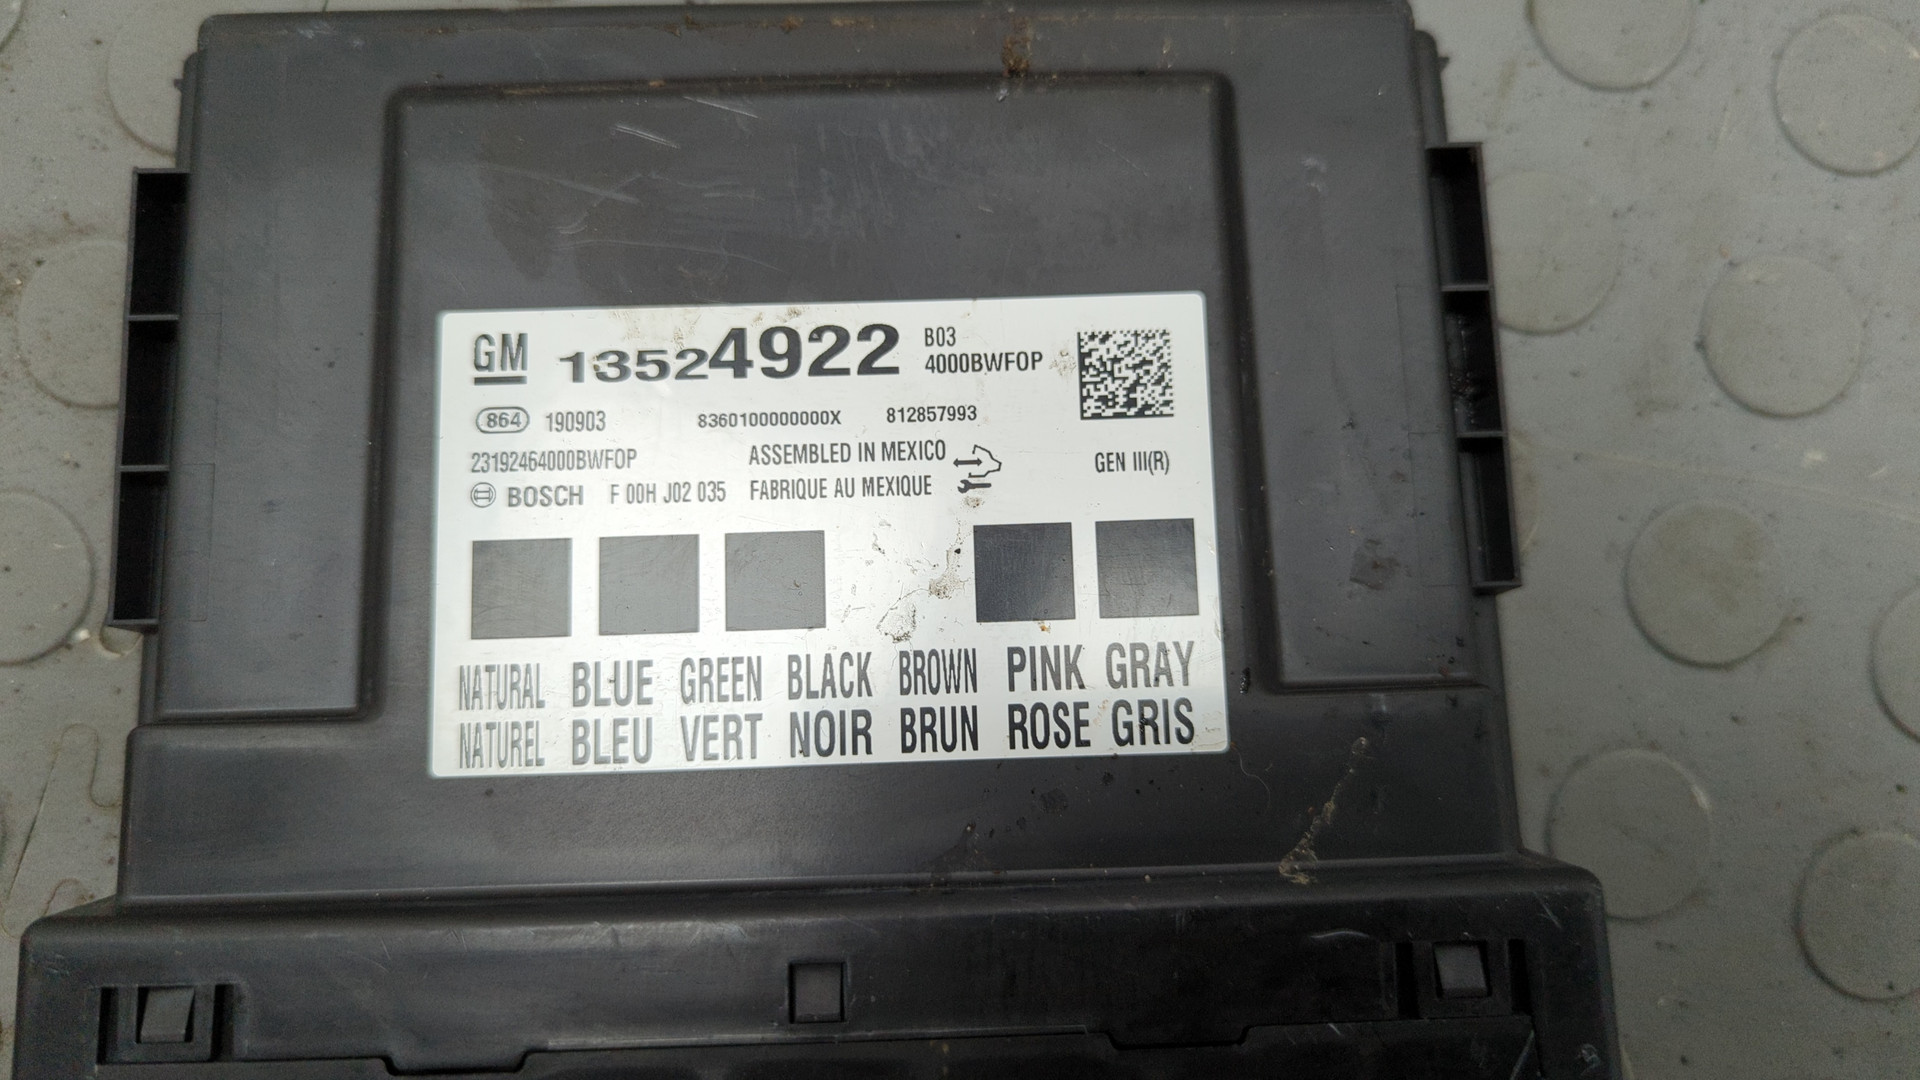 GM 13524922 B03
4000BWFOP
864 190903 8360100000000X 812857993
23192464000BWFOP ASSEMBLED IN MEXICO GEN III(R)
BOSCH F 00H J02 035 FABRIQUE AU MEXIQUE
NATURAL BLUE GREEN BLACK BROWN PINK GRAY
NATUREL BLEU VERT NOIR BRUN ROSE GRIS